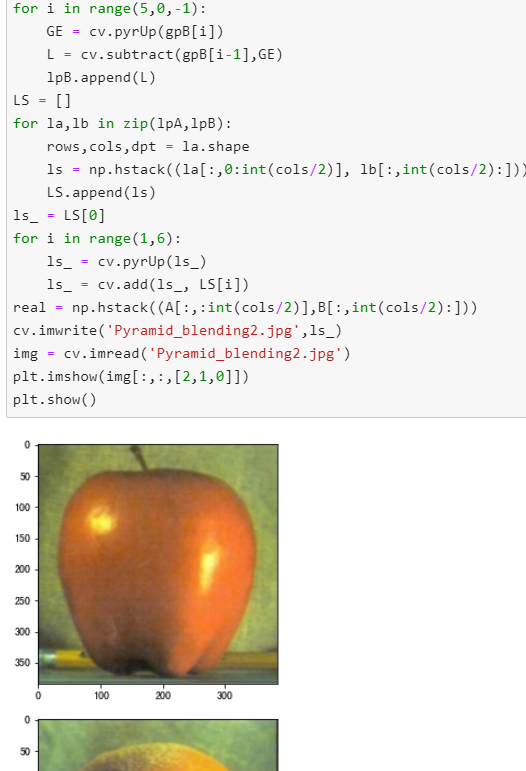 for i in range(5,0,-1):
    GE = cv.pyrUp(gpB[i])
    L = cv.subtract(gpB[i-1],GE)
    lpB.append(L)
LS = []
for la,lb in zip(lpA,lpB):
    rows,cols,dpt = la.shape
    ls = np.hstack((la[:,0:int(cols/2)], lb[:,int(cols/2):]))
    LS.append(ls)
ls_ = LS[0]
for i in range(1,6):
    ls_ = cv.pyrUp(ls_)
    ls_ = cv.add(ls_, LS[i])
real = np.hstack((A[:,:int(cols/2)],B[:,int(cols/2):]))
cv.imwrite('Pyramid_blending2.jpg',ls_)
img = cv.imread('Pyramid_blending2.jpg')
plt.imshow(img[:,:,[2,1,0]])
plt.show()
0
50
100
150
200
250
300
350
0 100 200 300
0
50